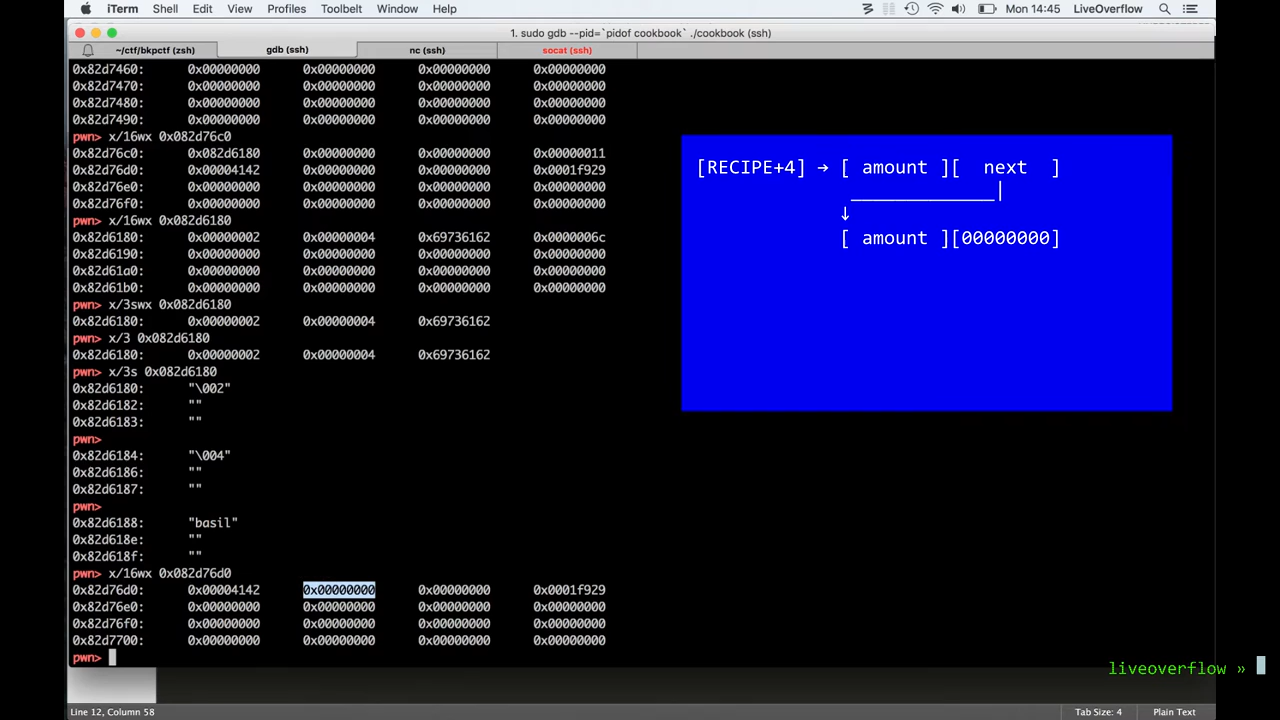 iTerm Shell Edit View Profiles Toolbelt Window Help Mon 14:45 LiveOverflow
1. sudo gdb --pid=`pidof cookbook` ./cookbook (ssh)
~/ctf/bkpctf (zsh) gdb (ssh) nc (ssh) socat (ssh)
0x82d7460: 0x00000000 0x00000000 0x00000000 0x00000000
0x82d7470: 0x00000000 0x00000000 0x00000000 0x00000000
0x82d7480: 0x00000000 0x00000000 0x00000000 0x00000000
0x82d7490: 0x00000000 0x00000000 0x00000000 0x00000000
pwn> x/16wx 0x082d76c0
0x82d76c0: 0x082d6180 0x00000000 0x00000000 0x00000011
0x82d76d0: 0x00004142 0x00000000 0x00000000 0x0001f929
0x82d76e0: 0x00000000 0x00000000 0x00000000 0x00000000
0x82d76f0: 0x00000000 0x00000000 0x00000000 0x00000000
pwn> x/16wx 0x082d6180
0x82d6180: 0x00000002 0x00000004 0x69736162 0x0000006c
0x82d6190: 0x00000000 0x00000000 0x00000000 0x00000000
0x82d61a0: 0x00000000 0x00000000 0x00000000 0x00000000
0x82d61b0: 0x00000000 0x00000000 0x00000000 0x00000000
pwn> x/3swx 0x082d6180
0x82d6180: 0x00000002 0x00000004 0x69736162
pwn> x/3 0x082d6180
0x82d6180: 0x00000002 0x00000004 0x69736162
pwn> x/3s 0x082d6180
0x82d6180: "\002"
0x82d6182: ""
0x82d6183: ""
pwn>
0x82d6184: "\004"
0x82d6186: ""
0x82d6187: ""
pwn>
0x82d6188: "basil"
0x82d618e: ""
0x82d618f: ""
pwn> x/16wx 0x082d76d0
0x82d76d0: 0x00004142 0x00000000 0x00000000 0x0001f929
0x82d76e0: 0x00000000 0x00000000 0x00000000 0x00000000
0x82d76f0: 0x00000000 0x00000000 0x00000000 0x00000000
0x82d7700: 0x00000000 0x00000000 0x00000000 0x00000000
pwn>
[RECIPE+4] → [ amount ][ next ]
↓
[ amount ][00000000]
liveoverflow »
Line 12, Column 58 Tab Size: 4 Plain Text